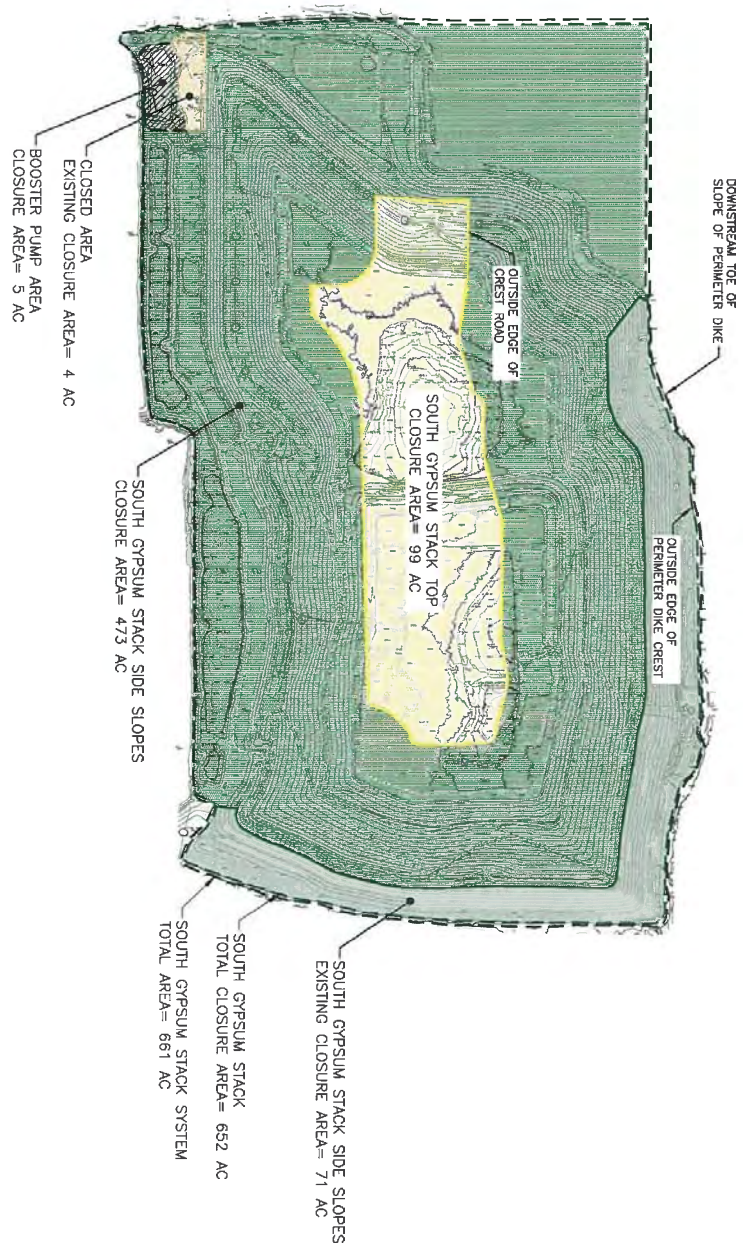 DOWNSTREAM TOE OF
SLOPE OF PERIMETER DIKE
OUTSIDE EDGE OF
PERIMETER DIKE CREST
OUTSIDE EDGE OF
CREST ROAD
SOUTH GYPSUM STACK TOP
CLOSURE AREA= 99 AC
CLOSED AREA
EXISTING CLOSURE AREA= 4 AC
BOOSTER PUMP AREA
CLOSURE AREA= 5 AC
SOUTH GYPSUM STACK SIDE SLOPES
CLOSURE AREA= 473 AC
SOUTH GYPSUM STACK SIDE SLOPES
EXISTING CLOSURE AREA= 71 AC
SOUTH GYPSUM STACK
TOTAL CLOSURE AREA= 652 AC
SOUTH GYPSUM STACK SYSTEM
TOTAL AREA= 661 AC